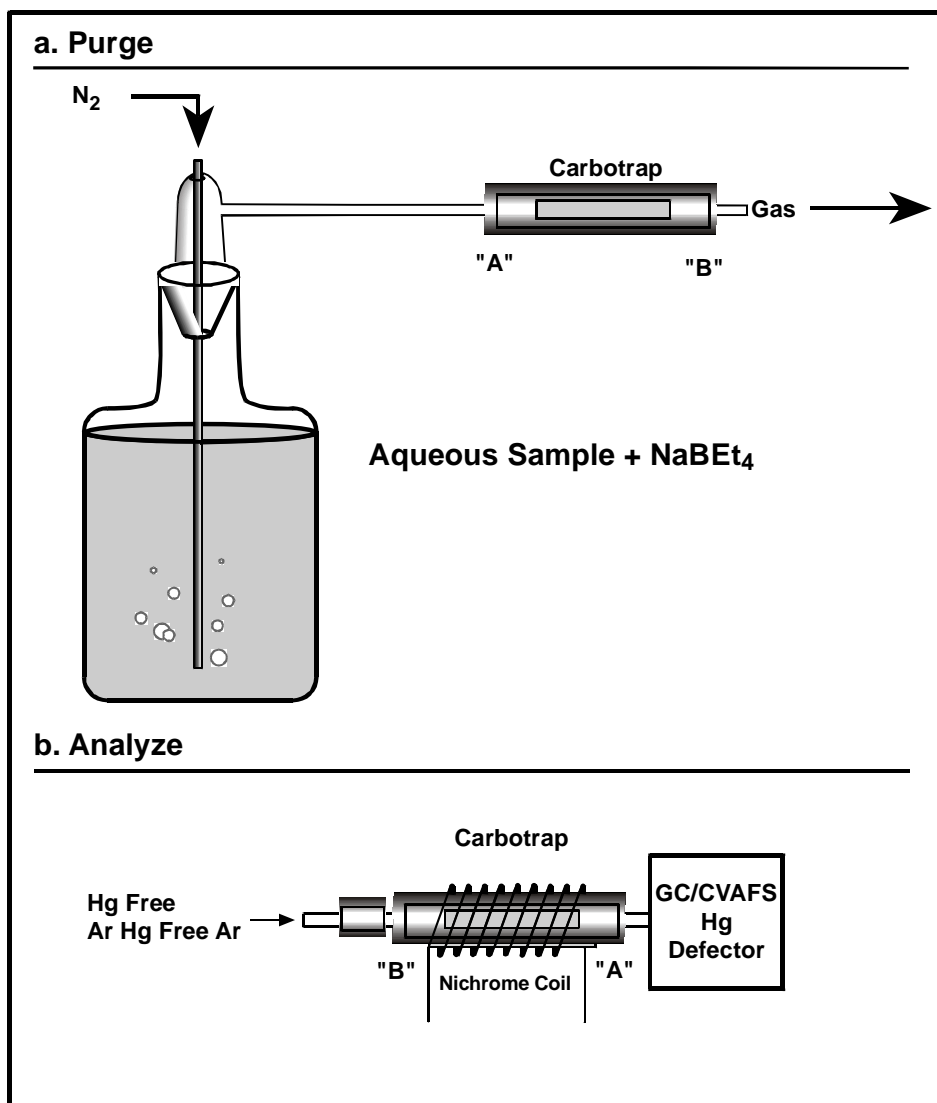 a. Purge
N2
Carbotrap
Gas
"A"
"B"
Aqueous Sample + NaBEt4
b. Analyze
Carbotrap
Hg Free
Ar Hg Free Ar
GC/CVAFS
Hg
Defector
"B"
"A"
Nichrome Coil